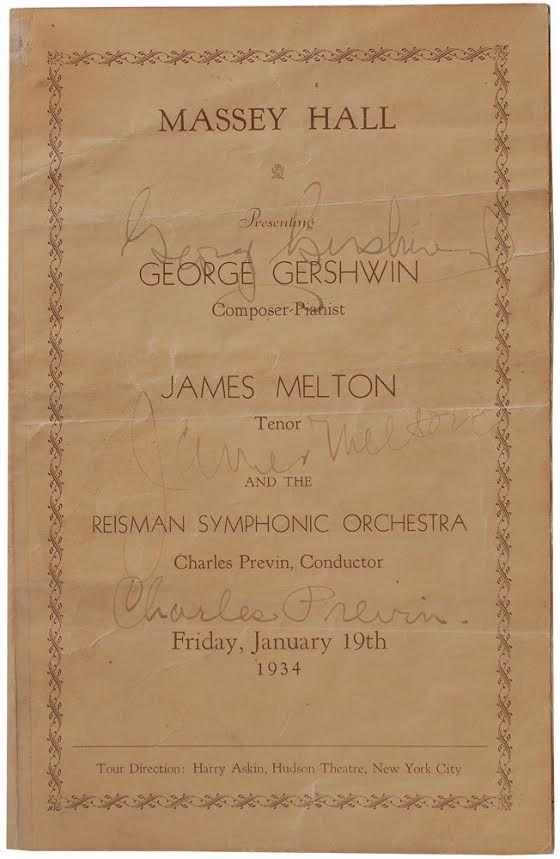 MASSEY HALL
Presenting
George Gershwin
GEORGE GERSHWIN
Composer-Pianist
JAMES MELTON
Tenor
James Melton
AND THE
REISMAN SYMPHONIC ORCHESTRA
Charles Previn, Conductor
Charles Previn.
Friday, January 19th
1934
Tour Direction: Harry Askin, Hudson Theatre, New York City